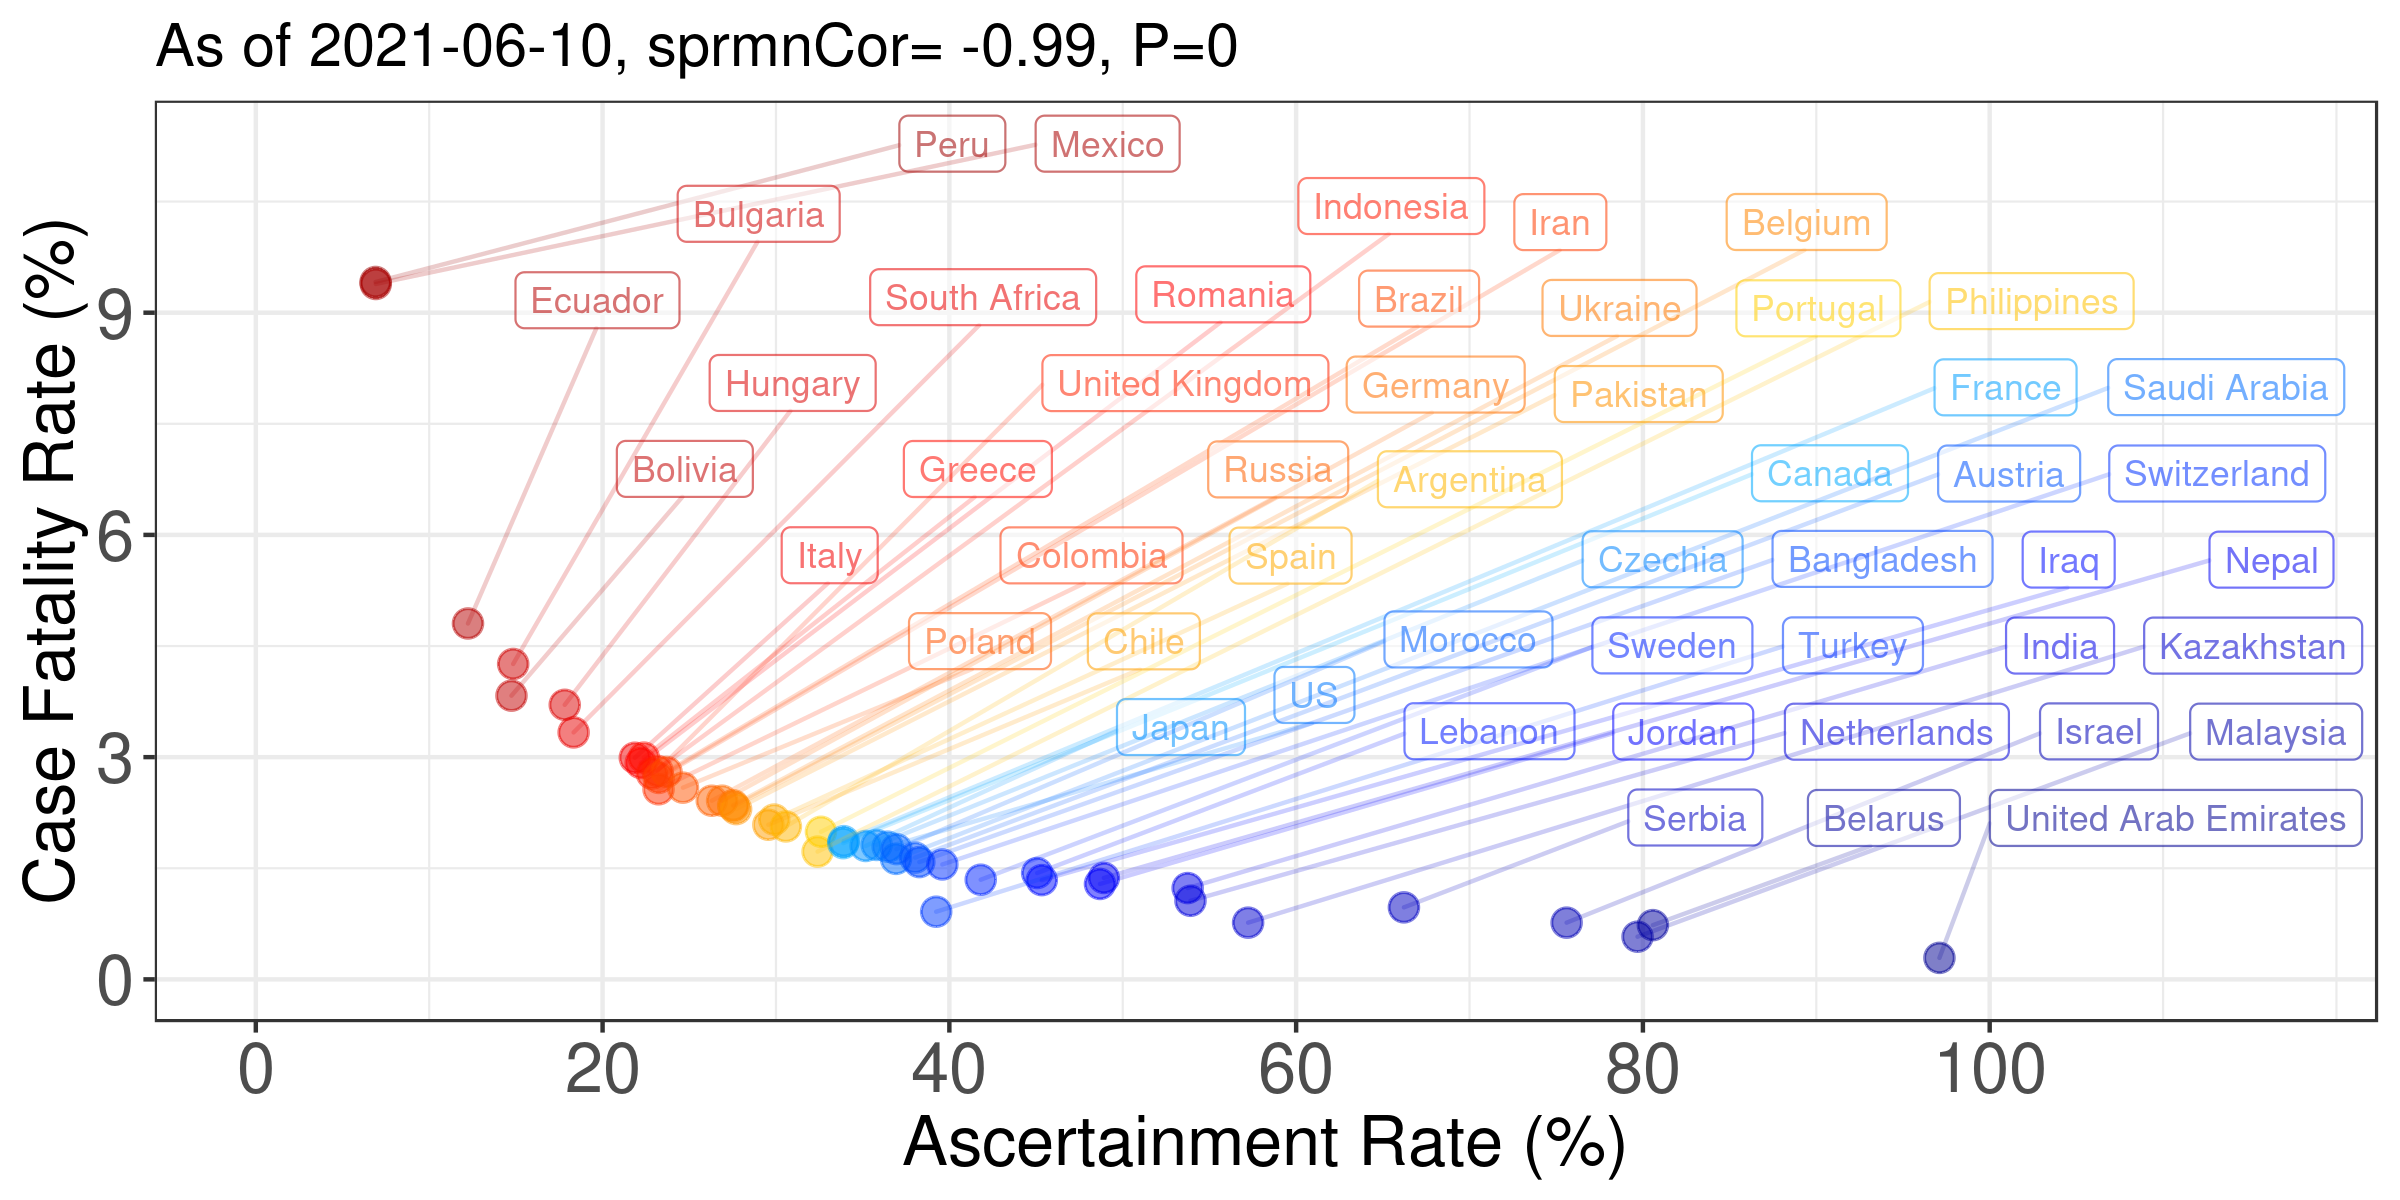 As of 2021-06-10, sprmnCor= -0.99, P=0
Peru Mexico
Bulgaria Indonesia Iran Belgium
Ecuador South Africa Romania Brazil Ukraine Portugal Philippines
Hungary United Kingdom Germany Pakistan France Saudi Arabia
Bolivia Greece Russia Argentina Canada Austria Switzerland
Italy Colombia Spain Czechia Bangladesh Iraq Nepal
Poland Chile Morocco Sweden Turkey India Kazakhstan
US
Japan Lebanon Jordan Netherlands Israel Malaysia
Serbia Belarus United Arab Emirates
9
6
3
0
Case Fatality Rate (%)
0 20 40 60 80 100
Ascertainment Rate (%)